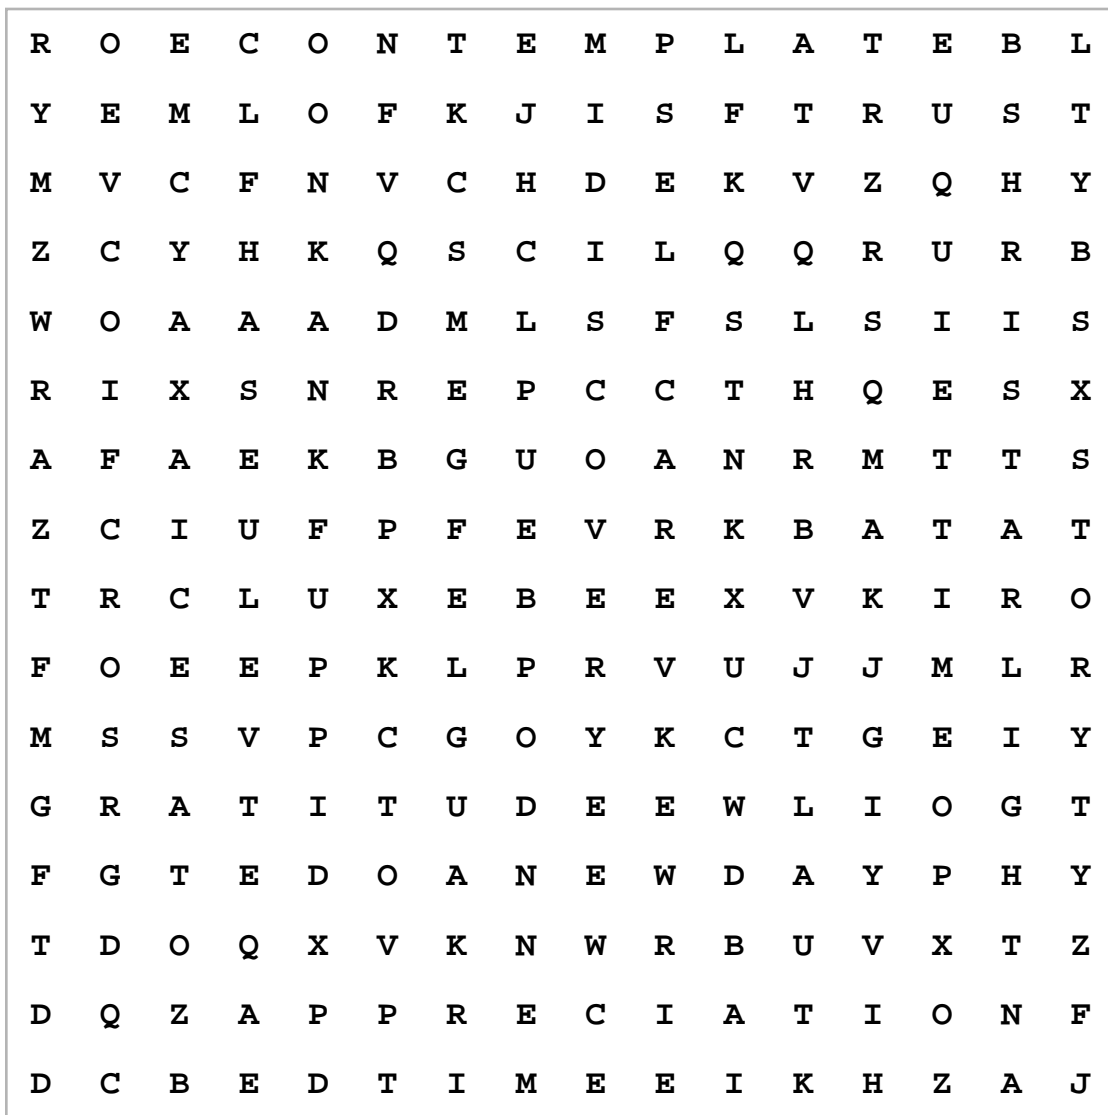 R O E C O N T E M P L A T E B L
Y E M L O F K J I S F T R U S T
M V C F N V C H D E K V Z Q H Y
Z C Y H K Q S C I L Q Q R U R B
W O A A A D M L S F S L S I I S
R I X S N R E P C C T H Q E S X
A F A E K B G U O A N R M T T S
Z C I U F P F E V R K B A T A T
T R C L U X E B E E X V K I R O
F O E E P K L P R V U J J M L R
M S S V P C G O Y K C T G E I Y
G R A T I T U D E E W L I O G T
F G T E D O A N E W D A Y P H Y
T D O Q X V K N W R B U V X T Z
D Q Z A P P R E C I A T I O N F
D C B E D T I M E E I K H Z A J